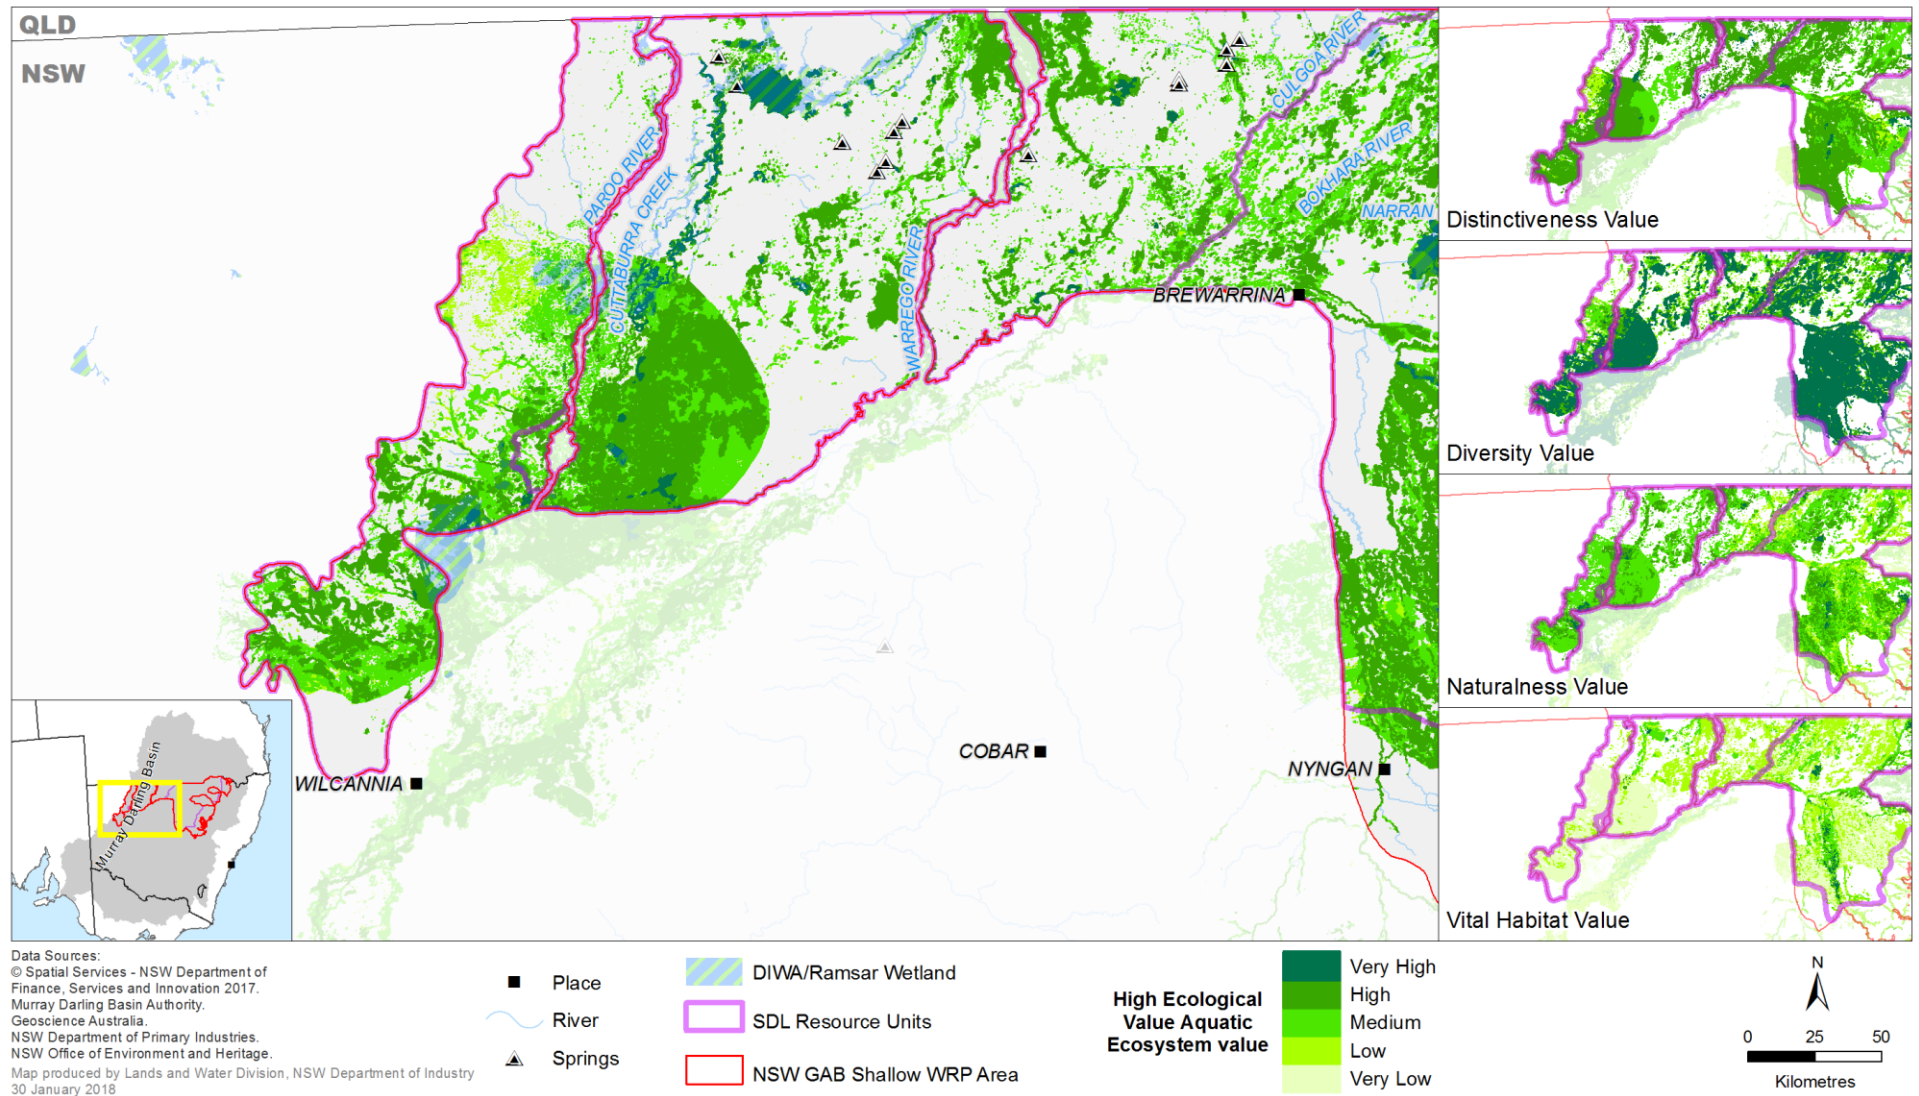 QLD
NSW
PAROO RIVER
CUTTABURRA CREEK
WARREGO RIVER
CULGOA RIVER
BOKHARA RIVER
NARRAN
BREWARRINA
COBAR
NYNGAN
WILCANNIA
Murray Darling Basin
Distinctiveness Value
Diversity Value
Naturalness Value
Vital Habitat Value
Data Sources:
© Spatial Services - NSW Department of
Finance, Services and Innovation 2017.
Murray Darling Basin Authority.
Geoscience Australia.
NSW Department of Primary Industries.
NSW Office of Environment and Heritage.
Map produced by Lands and Water Division, NSW Department of Industry
30 January 2018
Place
River
Springs
DIWA/Ramsar Wetland
SDL Resource Units
NSW GAB Shallow WRP Area
High Ecological
Value Aquatic
Ecosystem value
Very High
High
Medium
Low
Very Low
N
0 25 50
Kilometres